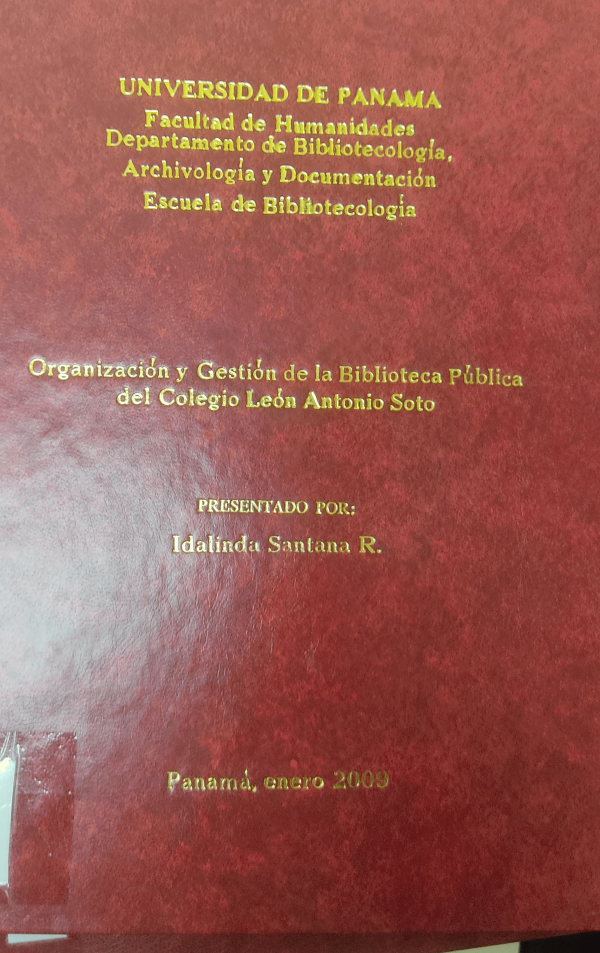 UNIVERSIDAD DE PANAMA
Facultad de Humanidades
Departamento de Bibliotecología,
Archivología y Documentación
Escuela de Bibliotecología
Organización y Gestión de la Biblioteca Pública
del Colegio León Antonio Soto
PRESENTADO POR:
Idalinda Santana R.
Panamá, enero 2009